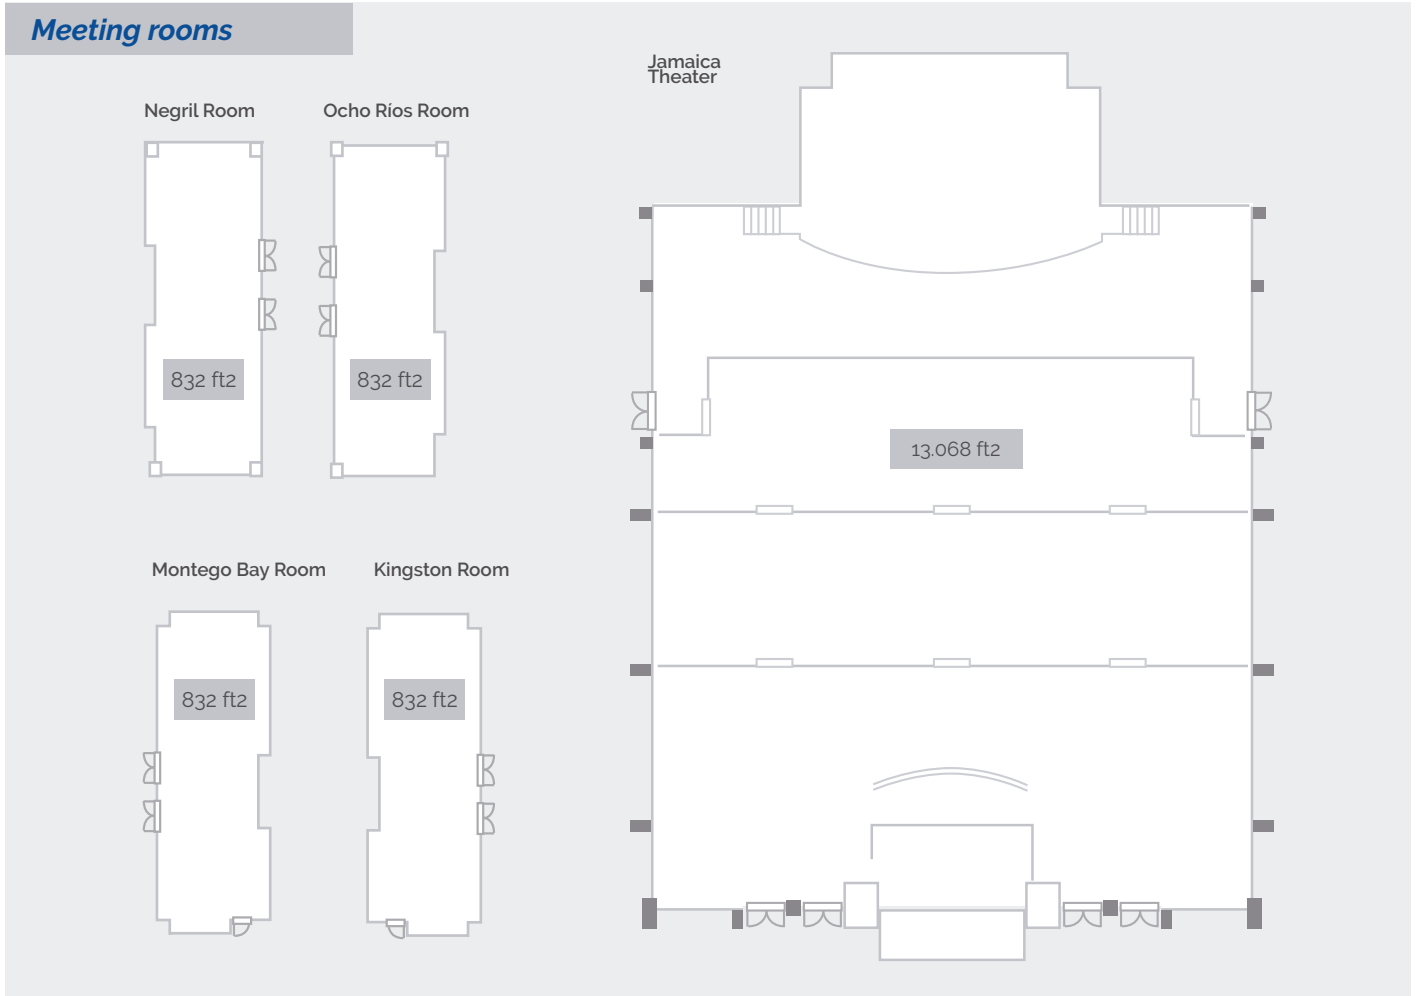 Meeting rooms
Jamaica
Theater
Negril Room
Ocho Ríos Room
832 ft2
832 ft2
13.068 ft2
Montego Bay Room
Kingston Room
832 ft2
832 ft2